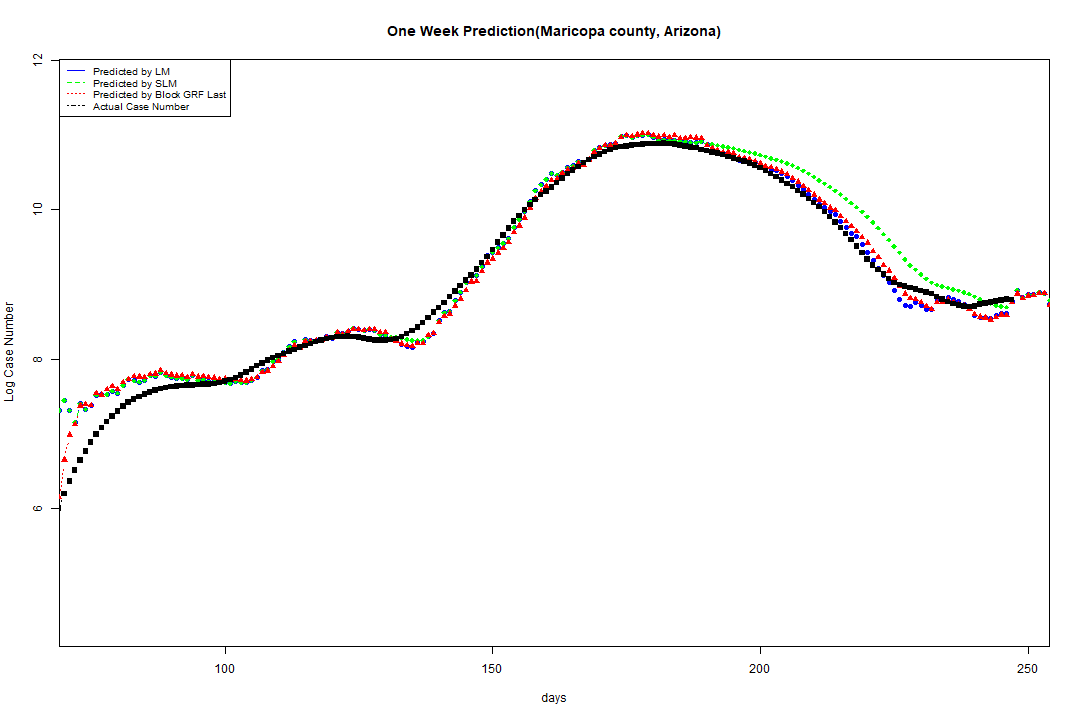 One Week Prediction(Maricopa county, Arizona)
Predicted by LM
Predicted by SLM
Predicted by Block GRF Last
Actual Case Number
12
10
8
6
Log Case Number
100 150 200 250
days